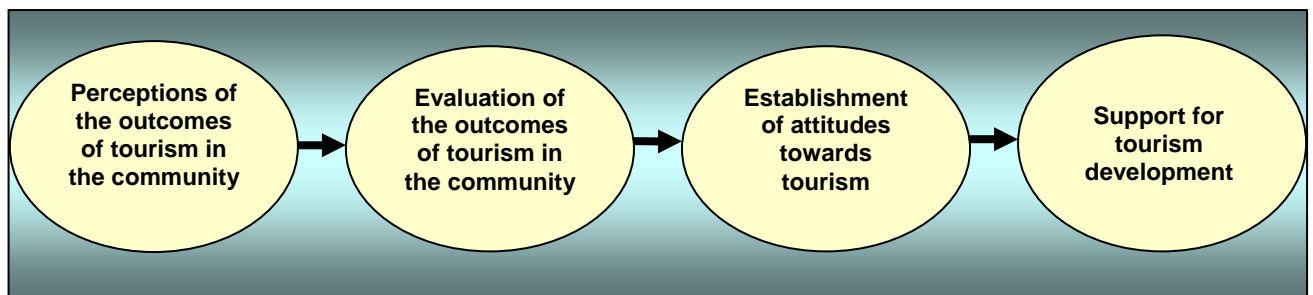 Perceptions of
the outcomes
of tourism in
the community
Evaluation of
the outcomes
of tourism in
the community
Establishment
of attitudes
towards
tourism
Support for
tourism
development